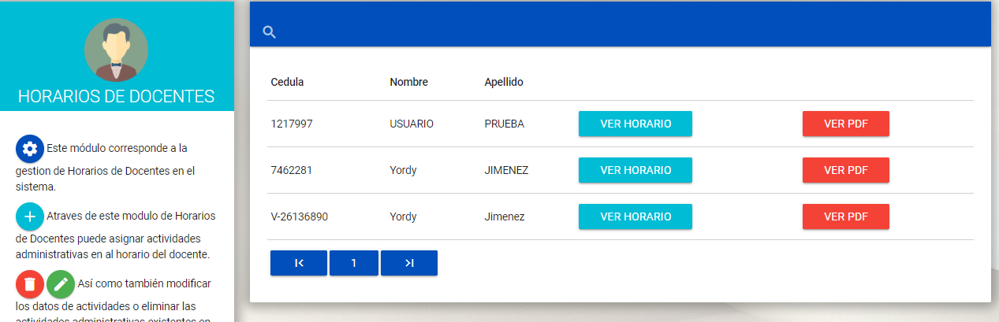 HORARIOS DE DOCENTES
Este módulo corresponde a la
gestion de Horarios de Docentes en el
sistema.
Atraves de este modulo de Horarios
de Docentes puede asignar actividades
administrativas en al horario del docente.
Así como también modificar
los datos de actividades o eliminar las
actividades administrativas existentes en
Cedula Nombre Apellido
1217997 USUARIO PRUEBA VER HORARIO VER PDF
7462281 Yordy JIMENEZ VER HORARIO VER PDF
V-26136890 Yordy Jimenez VER HORARIO VER PDF
1